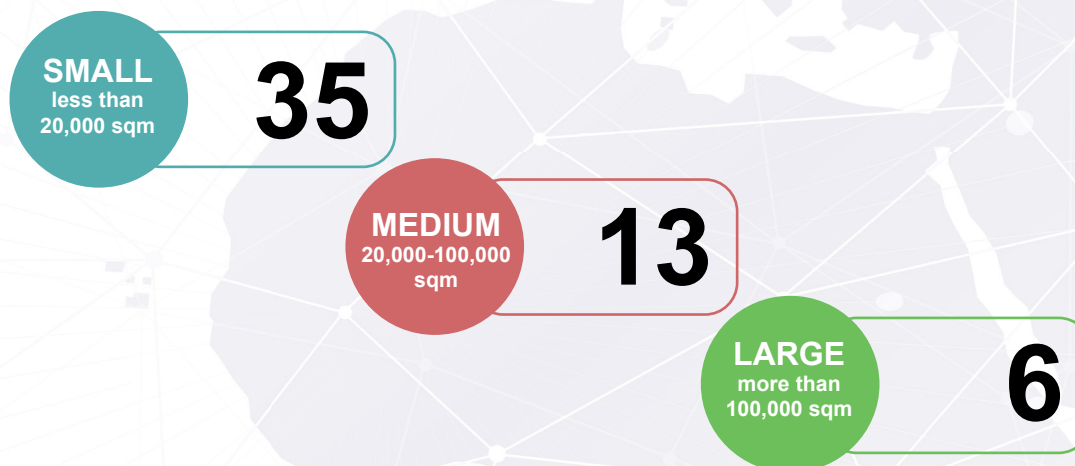 SMALL
less than
20,000 sqm
35
MEDIUM
20,000-100,000
sqm
13
LARGE
more than
100,000 sqm
6